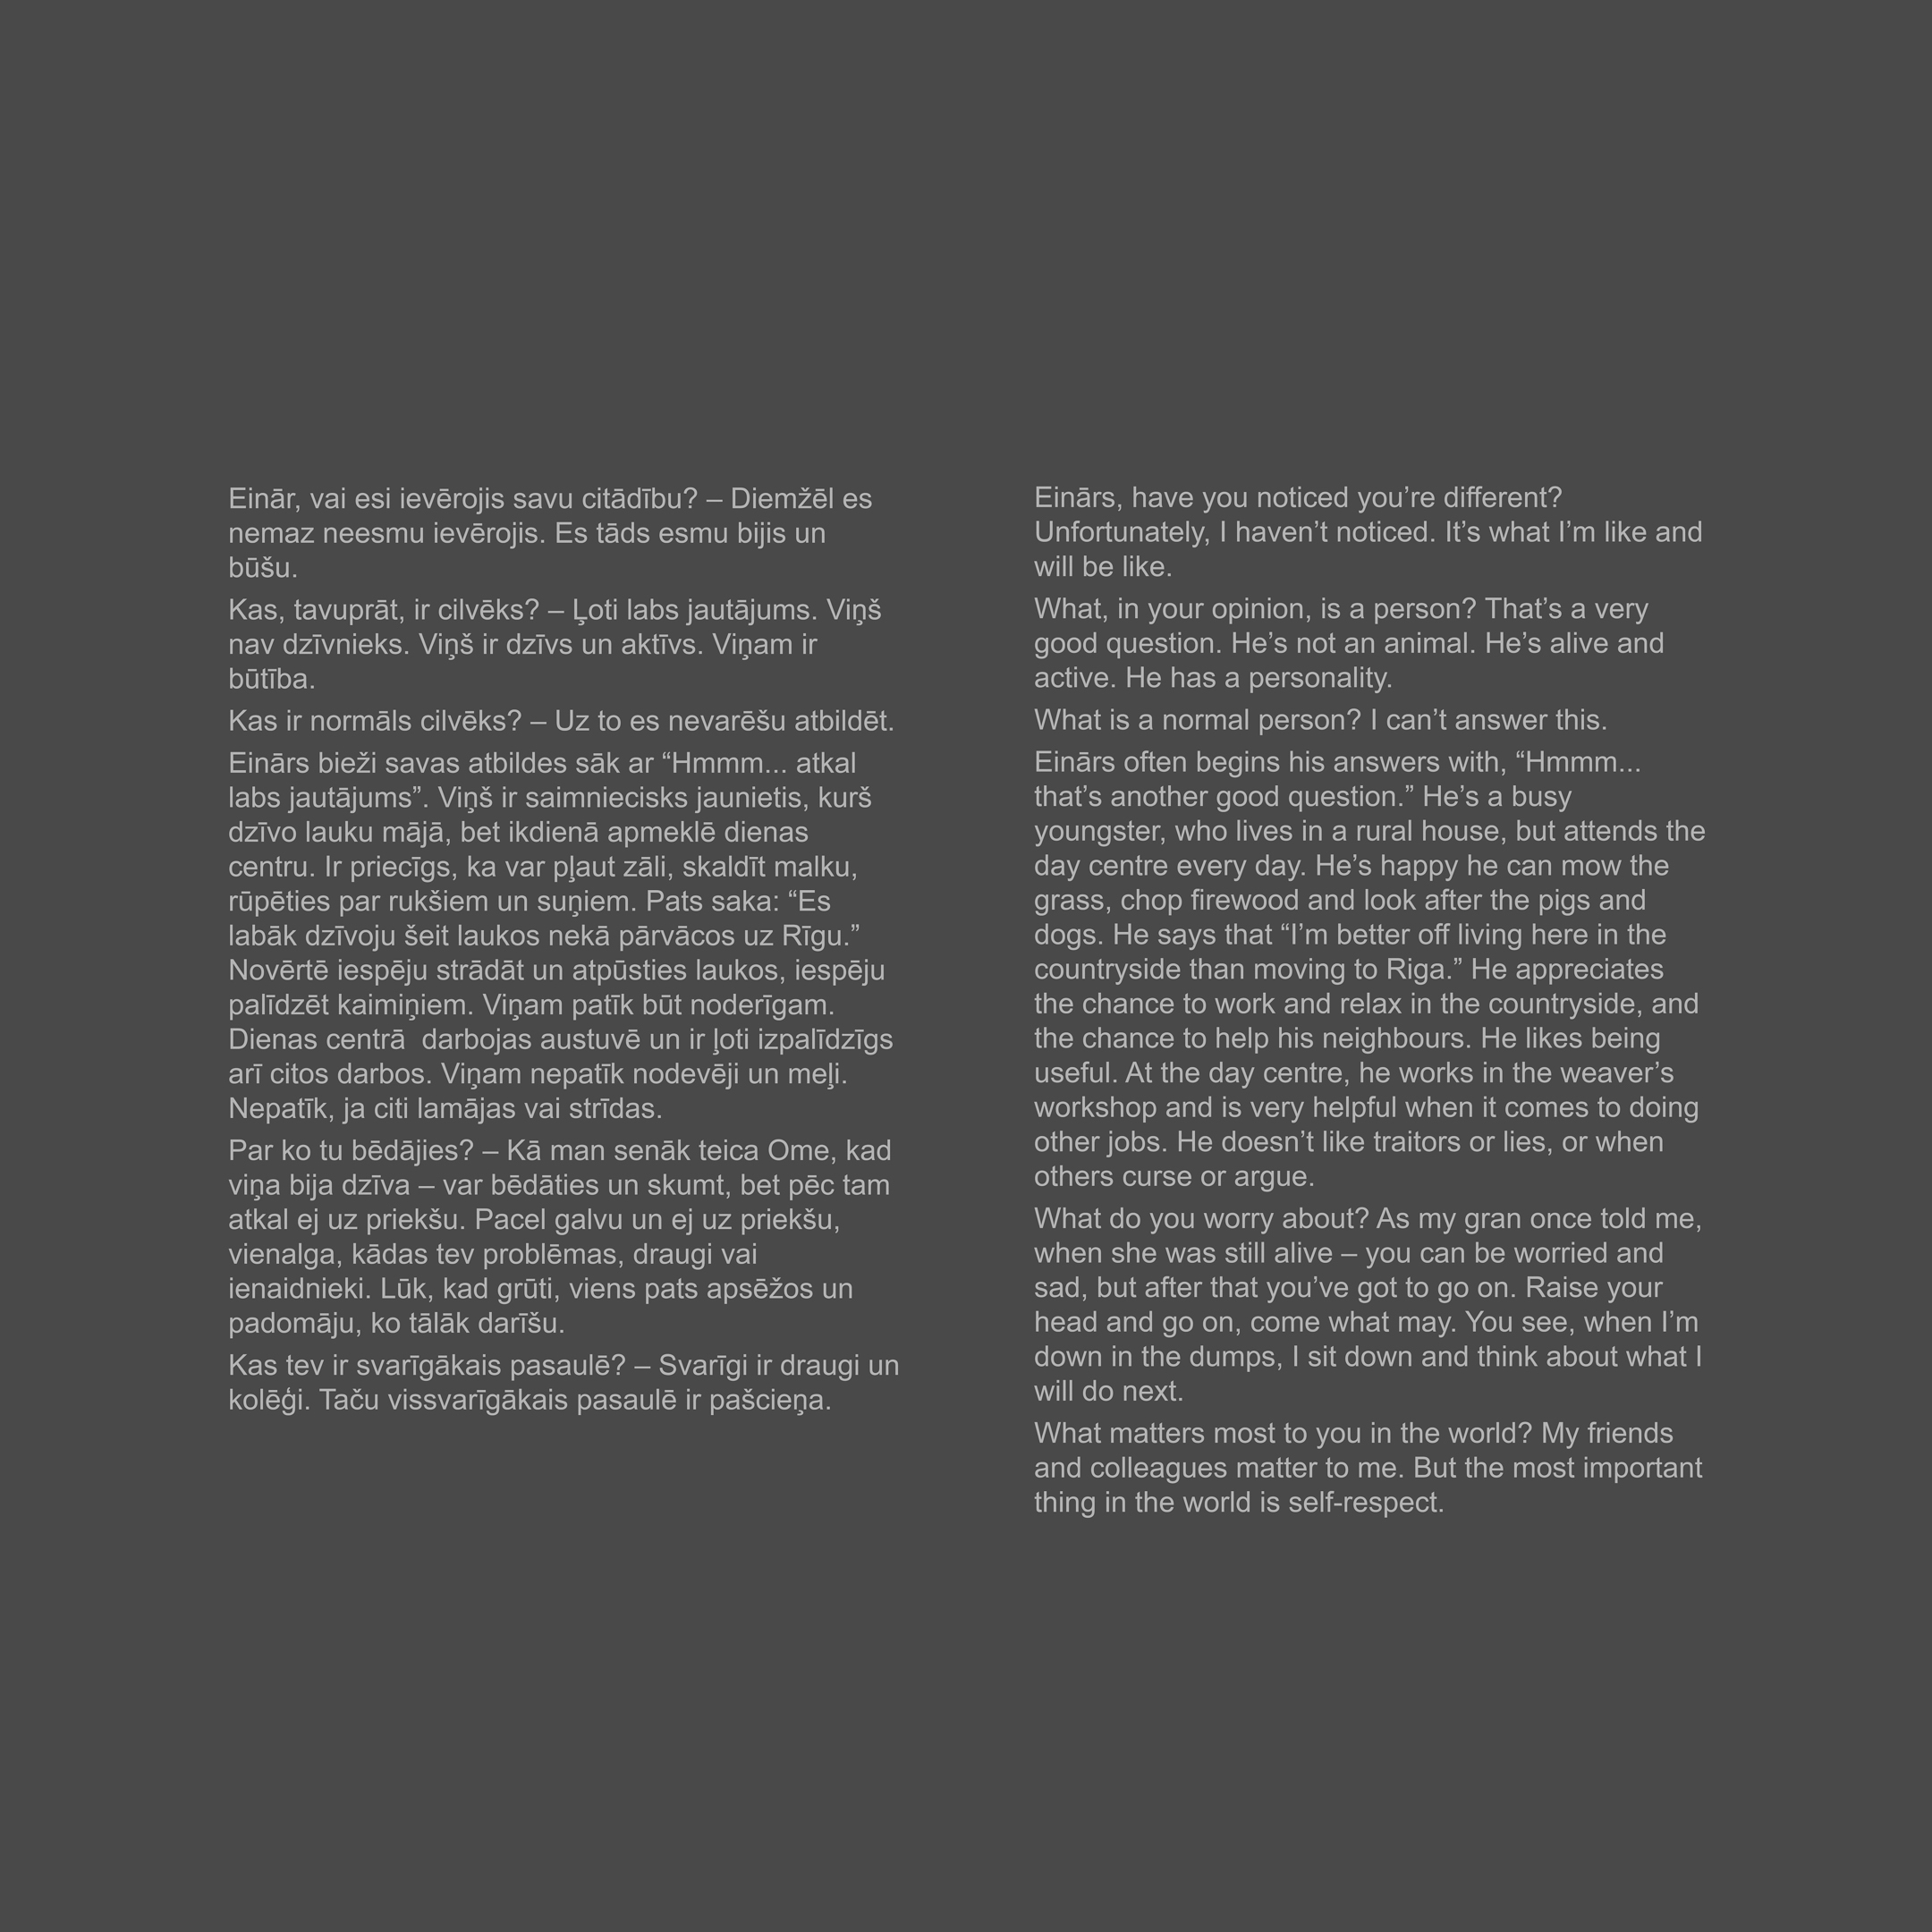 Einār, vai esi ievērojis savu citādību? – Diemžēl es
nemaz neesmu ievērojis. Es tāds esmu bijis un
būšu.
Kas, tavuprāt, ir cilvēks? – Ļoti labs jautājums. Viņš
nav dzīvnieks. Viņš ir dzīvs un aktīvs. Viņam ir
būtība.
Kas ir normāls cilvēks? – Uz to es nevarēšu atbildēt.
Einārs bieži savas atbildes sāk ar “Hmmm... atkal
labs jautājums”. Viņš ir saimniecisks jaunietis, kurš
dzīvo lauku mājā, bet ikdienā apmeklē dienas
centru. Ir priecīgs, ka var pļaut zāli, skaldīt malku,
rūpēties par rukšiem un suņiem. Pats saka: “Es
labāk dzīvoju šeit laukos nekā pārvācos uz Rīgu.”
Novērtē iespēju strādāt un atpūsties laukos, iespēju
palīdzēt kaimiņiem. Viņam patīk būt noderīgam.
Dienas centrā  darbojas austuvē un ir ļoti izpalīdzīgs
arī citos darbos. Viņam nepatīk nodevēji un meļi.
Nepatīk, ja citi lamājas vai strīdas.
Par ko tu bēdājies? – Kā man senāk teica Ome, kad
viņa bija dzīva – var bēdāties un skumt, bet pēc tam
atkal ej uz priekšu. Pacel galvu un ej uz priekšu,
vienalga, kādas tev problēmas, draugi vai
ienaidnieki. Lūk, kad grūti, viens pats apsēžos un
padomāju, ko tālāk darīšu.
Kas tev ir svarīgākais pasaulē? – Svarīgi ir draugi un
kolēģi. Taču vissvarīgākais pasaulē ir pašcieņa.
Einārs, have you noticed you’re different?
Unfortunately, I haven’t noticed. It’s what I’m like and
will be like.
What, in your opinion, is a person? That’s a very
good question. He’s not an animal. He’s alive and
active. He has a personality.
What is a normal person? I can’t answer this.
Einārs often begins his answers with, “Hmmm...
that’s another good question.” He’s a busy
youngster, who lives in a rural house, but attends the
day centre every day. He’s happy he can mow the
grass, chop firewood and look after the pigs and
dogs. He says that “I’m better off living here in the
countryside than moving to Riga.” He appreciates
the chance to work and relax in the countryside, and
the chance to help his neighbours. He likes being
useful. At the day centre, he works in the weaver’s
workshop and is very helpful when it comes to doing
other jobs. He doesn’t like traitors or lies, or when
others curse or argue.
What do you worry about? As my gran once told me,
when she was still alive – you can be worried and
sad, but after that you’ve got to go on. Raise your
head and go on, come what may. You see, when I’m
down in the dumps, I sit down and think about what I
will do next.
What matters most to you in the world? My friends
and colleagues matter to me. But the most important
thing in the world is self-respect.